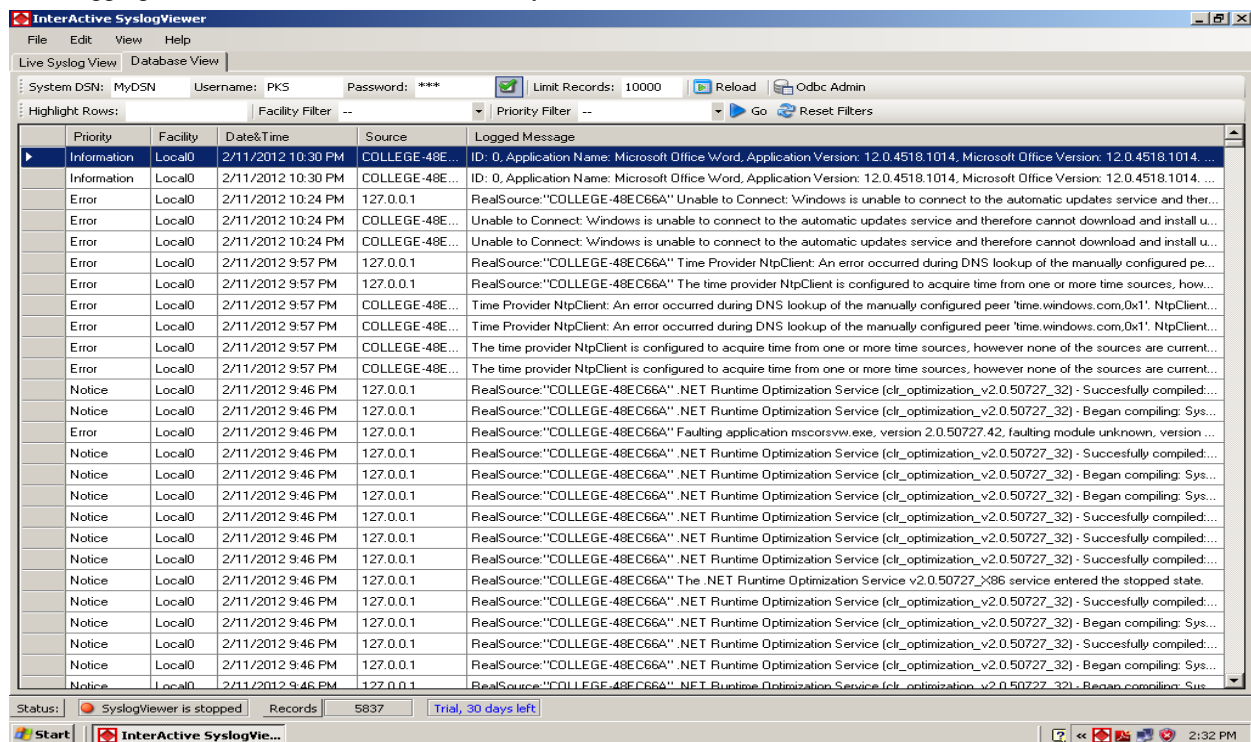 InterActive SyslogViewer
File Edit View Help
Live Syslog View Database View
System DSN: MyDSN Username: PKS Password: *** Limit Records: 10000 Reload Odbc Admin
Highlight Rows: Facility Filter -- Priority Filter -- Go Reset Filters
Priority Facility Date&Time Source Logged Message
Information Local0 2/11/2012 10:30 PM COLLEGE-48E... ID: 0, Application Name: Microsoft Office Word, Application Version: 12.0.4518.1014, Microsoft Office Version: 12.0.4518.1014. ...
Information Local0 2/11/2012 10:30 PM COLLEGE-48E... ID: 0, Application Name: Microsoft Office Word, Application Version: 12.0.4518.1014, Microsoft Office Version: 12.0.4518.1014. ...
Error Local0 2/11/2012 10:24 PM 127.0.0.1 RealSource:"COLLEGE-48EC66A" Unable to Connect: Windows is unable to connect to the automatic updates service and ther...
Error Local0 2/11/2012 10:24 PM COLLEGE-48E... Unable to Connect: Windows is unable to connect to the automatic updates service and therefore cannot download and install u...
Error Local0 2/11/2012 10:24 PM COLLEGE-48E... Unable to Connect: Windows is unable to connect to the automatic updates service and therefore cannot download and install u...
Error Local0 2/11/2012 9:57 PM 127.0.0.1 RealSource:"COLLEGE-48EC66A" Time Provider NtpClient: An error occurred during DNS lookup of the manually configured pe...
Error Local0 2/11/2012 9:57 PM 127.0.0.1 RealSource:"COLLEGE-48EC66A" The time provider NtpClient is configured to acquire time from one or more time sources, how...
Error Local0 2/11/2012 9:57 PM COLLEGE-48E... Time Provider NtpClient: An error occurred during DNS lookup of the manually configured peer 'time.windows.com,0x1'. NtpClient...
Error Local0 2/11/2012 9:57 PM COLLEGE-48E... Time Provider NtpClient: An error occurred during DNS lookup of the manually configured peer 'time.windows.com,0x1'. NtpClient...
Error Local0 2/11/2012 9:57 PM COLLEGE-48E... The time provider NtpClient is configured to acquire time from one or more time sources, however none of the sources are current...
Error Local0 2/11/2012 9:57 PM COLLEGE-48E... The time provider NtpClient is configured to acquire time from one or more time sources, however none of the sources are current...
Notice Local0 2/11/2012 9:46 PM 127.0.0.1 RealSource:"COLLEGE-48EC66A" .NET Runtime Optimization Service (clr_optimization_v2.0.50727_32) - Succesfully compiled:...
Notice Local0 2/11/2012 9:46 PM 127.0.0.1 RealSource:"COLLEGE-48EC66A" .NET Runtime Optimization Service (clr_optimization_v2.0.50727_32) - Began compiling: Sys...
Error Local0 2/11/2012 9:46 PM 127.0.0.1 RealSource:"COLLEGE-48EC66A" Faulting application mscorsvw.exe, version 2.0.50727.42, faulting module unknown, version ...
Notice Local0 2/11/2012 9:46 PM 127.0.0.1 RealSource:"COLLEGE-48EC66A" .NET Runtime Optimization Service (clr_optimization_v2.0.50727_32) - Succesfully compiled:...
Notice Local0 2/11/2012 9:46 PM 127.0.0.1 RealSource:"COLLEGE-48EC66A" .NET Runtime Optimization Service (clr_optimization_v2.0.50727_32) - Began compiling: Sys...
Notice Local0 2/11/2012 9:46 PM 127.0.0.1 RealSource:"COLLEGE-48EC66A" .NET Runtime Optimization Service (clr_optimization_v2.0.50727_32) - Began compiling: Sys...
Notice Local0 2/11/2012 9:46 PM 127.0.0.1 RealSource:"COLLEGE-48EC66A" .NET Runtime Optimization Service (clr_optimization_v2.0.50727_32) - Succesfully compiled:...
Notice Local0 2/11/2012 9:46 PM 127.0.0.1 RealSource:"COLLEGE-48EC66A" .NET Runtime Optimization Service (clr_optimization_v2.0.50727_32) - Succesfully compiled:...
Notice Local0 2/11/2012 9:46 PM 127.0.0.1 RealSource:"COLLEGE-48EC66A" .NET Runtime Optimization Service (clr_optimization_v2.0.50727_32) - Succesfully compiled:...
Notice Local0 2/11/2012 9:46 PM 127.0.0.1 RealSource:"COLLEGE-48EC66A" The .NET Runtime Optimization Service v2.0.50727_X86 service entered the stopped state.
Notice Local0 2/11/2012 9:46 PM 127.0.0.1 RealSource:"COLLEGE-48EC66A" .NET Runtime Optimization Service (clr_optimization_v2.0.50727_32) - Succesfully compiled:...
Notice Local0 2/11/2012 9:46 PM 127.0.0.1 RealSource:"COLLEGE-48EC66A" .NET Runtime Optimization Service (clr_optimization_v2.0.50727_32) - Began compiling: Sys...
Notice Local0 2/11/2012 9:46 PM 127.0.0.1 RealSource:"COLLEGE-48EC66A" .NET Runtime Optimization Service (clr_optimization_v2.0.50727_32) - Succesfully compiled:...
Notice Local0 2/11/2012 9:46 PM 127.0.0.1 RealSource:"COLLEGE-48EC66A" .NET Runtime Optimization Service (clr_optimization_v2.0.50727_32) - Began compiling: Sys...
Notice Local0 2/11/2012 9:46 PM 127.0.0.1 RealSource:"COLLEGE-48EC66A" .NET Runtime Optimization Service (clr_optimization_v2.0.50727_32) - Began compiling: Sys...
Status: SyslogViewer is stopped Records 5837 Trial, 30 days left
Start InterActive SyslogVie... 2:32 PM